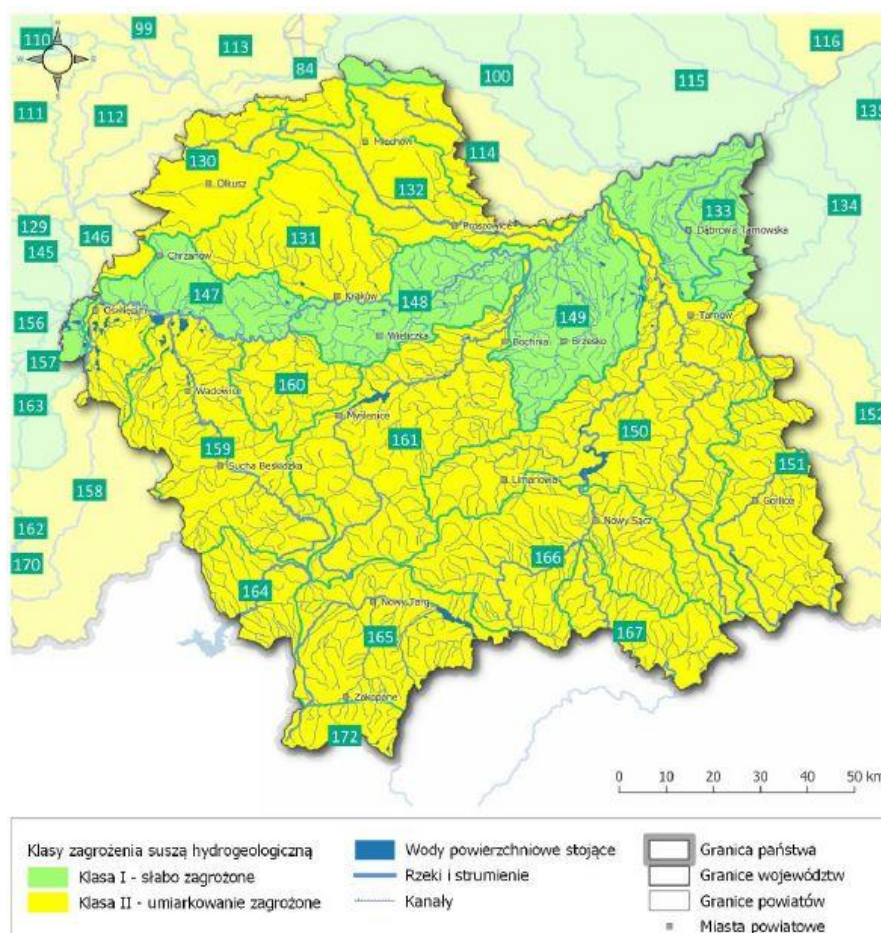 99
110
113
116
84
100
115
111
112
135
114
Miechów
130
Olkusz
132
133
134
129
146
Proszowice
Dąbrowa Tarnowska
131
145
Chrzanów
147
Kraków
148
149
156
Oświęcim
Tarnów
Wieliczka
Bochnia
Brzesko
157
160
Wadowice
163
Myślenice
161
150
152
159
Sucha Beskidzka
151
158
Limanowa
Gorlice
162
Nowy Sącz
170
166
164
Nowy Targ
165
167
Zakopane
172
0 10 20 30 40 50 km
Klasy zagrożenia suszą hydrogeologiczną
Klasa I - słabo zagrożone
Klasa II - umiarkowanie zagrożone
Wody powierzchniowe stojące
Rzeki i strumienie
Kanały
Granica państwa
Granice województw
Granice powiatów
Miasta powiatowe